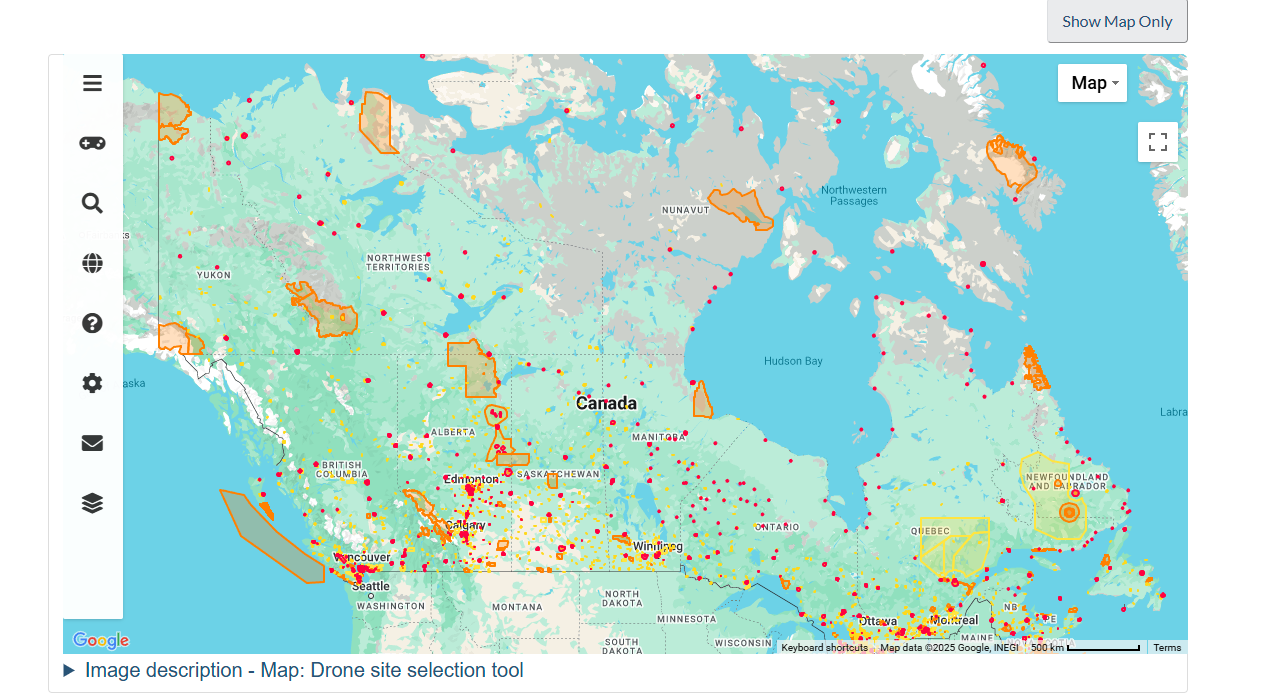 Show Map Only
Map
Northwestern
Passages
NUNAVUT
NORTHWEST
TERRITORIES
YUKON
Hudson Bay
aska
Canada
Labra
ALBERTA
MANITOBA
BRITISH
COLUMBIA
SASKATCHEWAN
Edmonton
NEWFOUNDLAND
AND LABRADOR
Calgary
ONTARIO
QUEBEC
Winnipeg
Vancouver
Seattle
WASHINGTON
MONTANA
NORTH
DAKOTA
MINNESOTA
Ottawa
Montreal
NB
PE
MAINE
SOUTH
DAKOTA
WISCONSIN
Google
Keyboard shortcuts
Map data ©2025 Google, INEGI
500 km
Terms
Image description - Map: Drone site selection tool